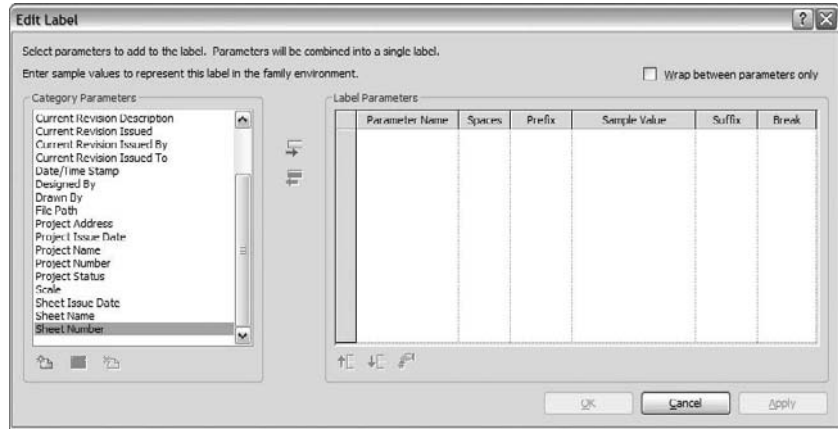 Edit Label
Select parameters to add to the label. Parameters will be combined into a single label.
Enter sample values to represent this label in the family environment.
Wrap between parameters only
Category Parameters
Current Revision Description
Current Revision Issued
Current Revision Issued By
Current Revision Issued To
Date/Time Stamp
Designed By
Drawn By
File Path
Project Address
Project Issue Date
Project Name
Project Number
Project Status
Scale
Sheet Issue Date
Sheet Name
Sheet Number
Label Parameters
Parameter Name Spaces Prefix Sample Value Suffix Break
OK Cancel Apply